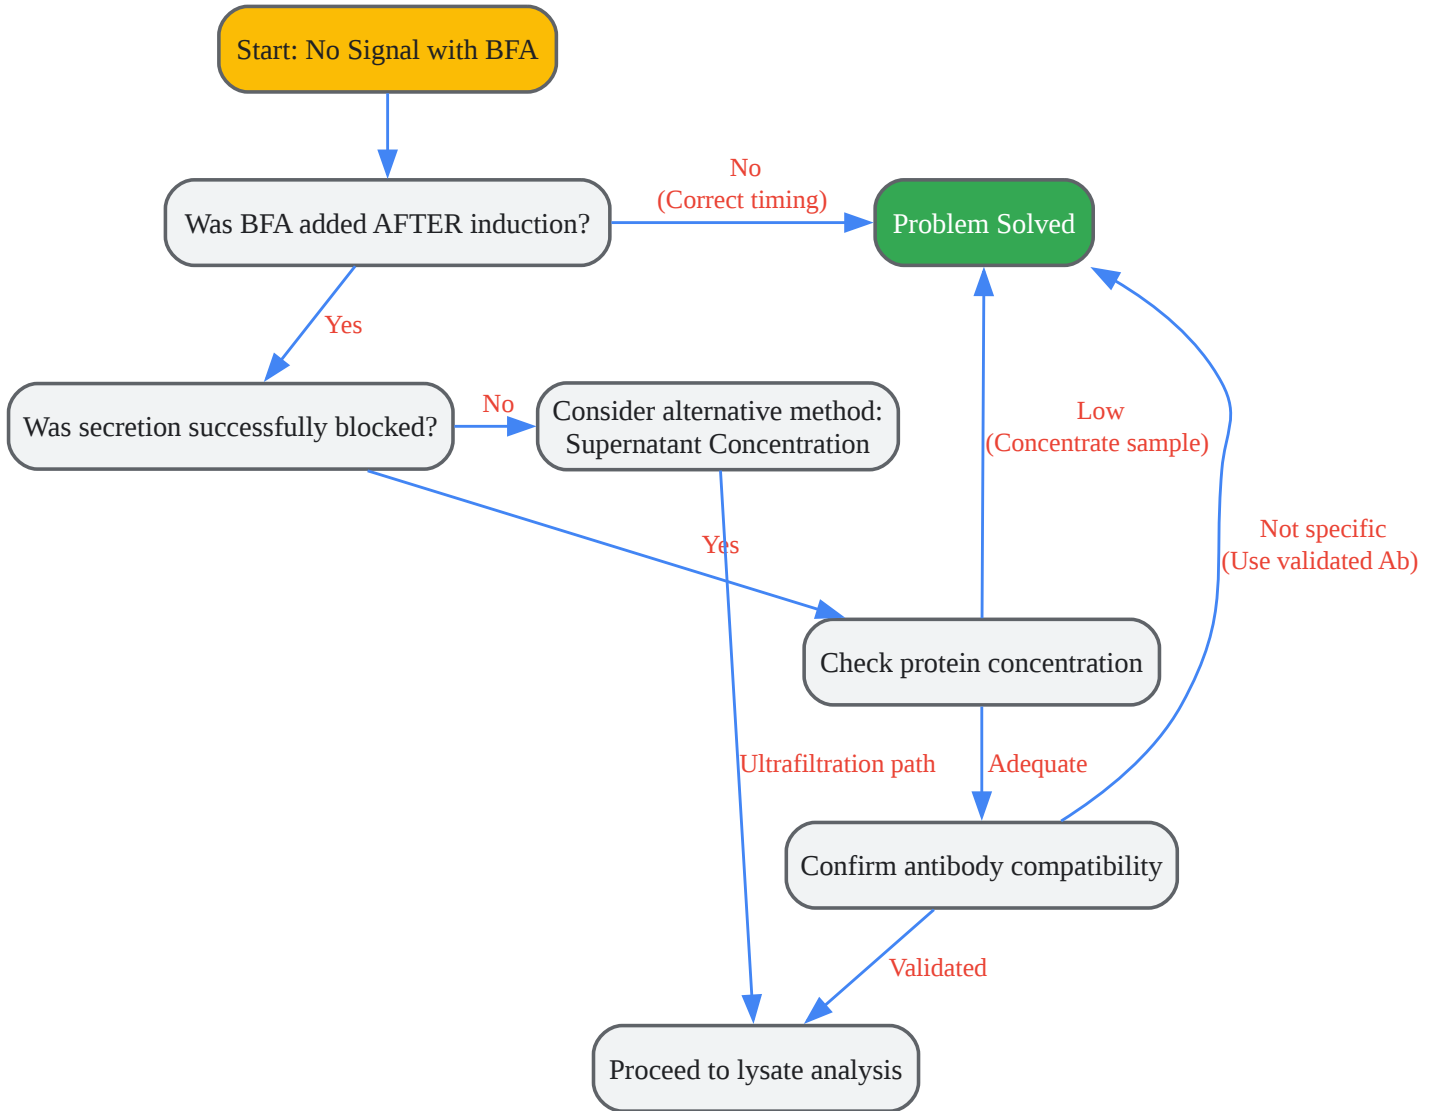 Start: No Signal with BFA
No
(Correct timing)
Was BFA added AFTER induction?
Problem Solved
Yes
Was secretion successfully blocked?
No
Consider alternative method:
Supernatant Concentration
Low
(Concentrate sample)
Yes
Not specific
(Use validated Ab)
Check protein concentration
Ultrafiltration path
Adequate
Confirm antibody compatibility
Validated
Proceed to lysate analysis